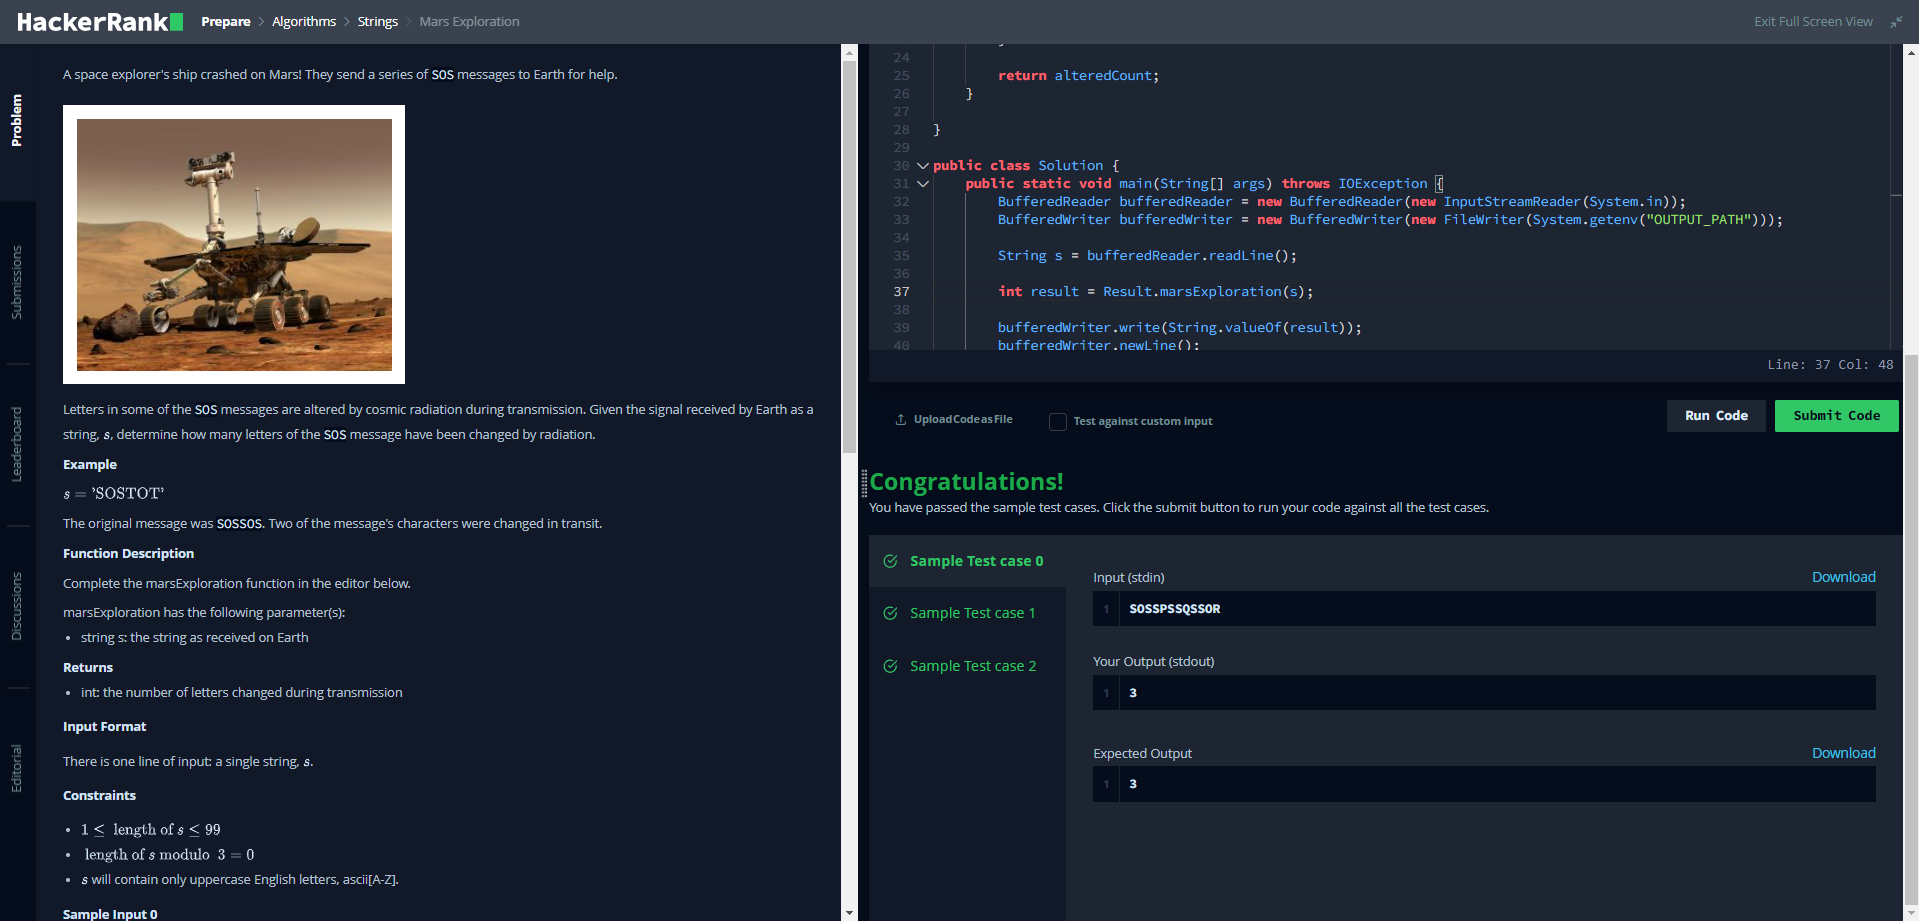 HackerRank
Prepare > Algorithms > Strings > Mars Exploration
Exit Full Screen View
Problem
Submissions
Leaderboard
Discussions
Editorial
A space explorer's ship crashed on Mars! They send a series of SOS messages to Earth for help.
Letters in some of the SOS messages are altered by cosmic radiation during transmission. Given the signal received by Earth as a
string, s, determine how many letters of the SOS message have been changed by radiation.
Example
s = 'SOSTOT'
The original message was SOSSOS. Two of the message's characters were changed in transit.
Function Description
Complete the marsExploration function in the editor below.
marsExploration has the following parameter(s):
• string s: the string as received on Earth
Returns
• int: the number of letters changed during transmission
Input Format
There is one line of input: a single string, s.
Constraints
• 1 ≤ length of s ≤ 99
• length of s modulo 3 = 0
• s will contain only uppercase English letters, ascii[A-Z].
Sample Input 0
24
25 return alteredCount;
26 }
27
28 }
29
30 public class Solution {
31 public static void main(String[] args) throws IOException {
32 BufferedReader bufferedReader = new BufferedReader(new InputStreamReader(System.in));
33 BufferedWriter bufferedWriter = new BufferedWriter(new FileWriter(System.getenv("OUTPUT_PATH")));
34
35 String s = bufferedReader.readLine();
36
37 int result = Result.marsExploration(s);
38
39 bufferedWriter.write(String.valueOf(result));
40 bufferedWriter.newLine();
Line: 37 Col: 48
Upload Code as File
Test against custom input
Run Code
Submit Code
Congratulations!
You have passed the sample test cases. Click the submit button to run your code against all the test cases.
Sample Test case 0
Sample Test case 1
Sample Test case 2
Input (stdin)
Download
1 SOSSPSSQSSOR
Your Output (stdout)
1 3
Expected Output
Download
1 3